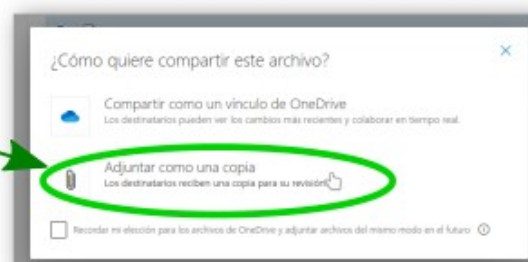 ¿Cómo quiere compartir este archivo?
Compartir como un vínculo de OneDrive
Los destinatarios pueden ver los cambios más recientes y colaborar en tiempo real.
Adjuntar como una copia
Los destinatarios reciben una copia para su revisión.
Recordar mi elección para los archivos de OneDrive y adjuntar archivos del mismo modo en el futuro